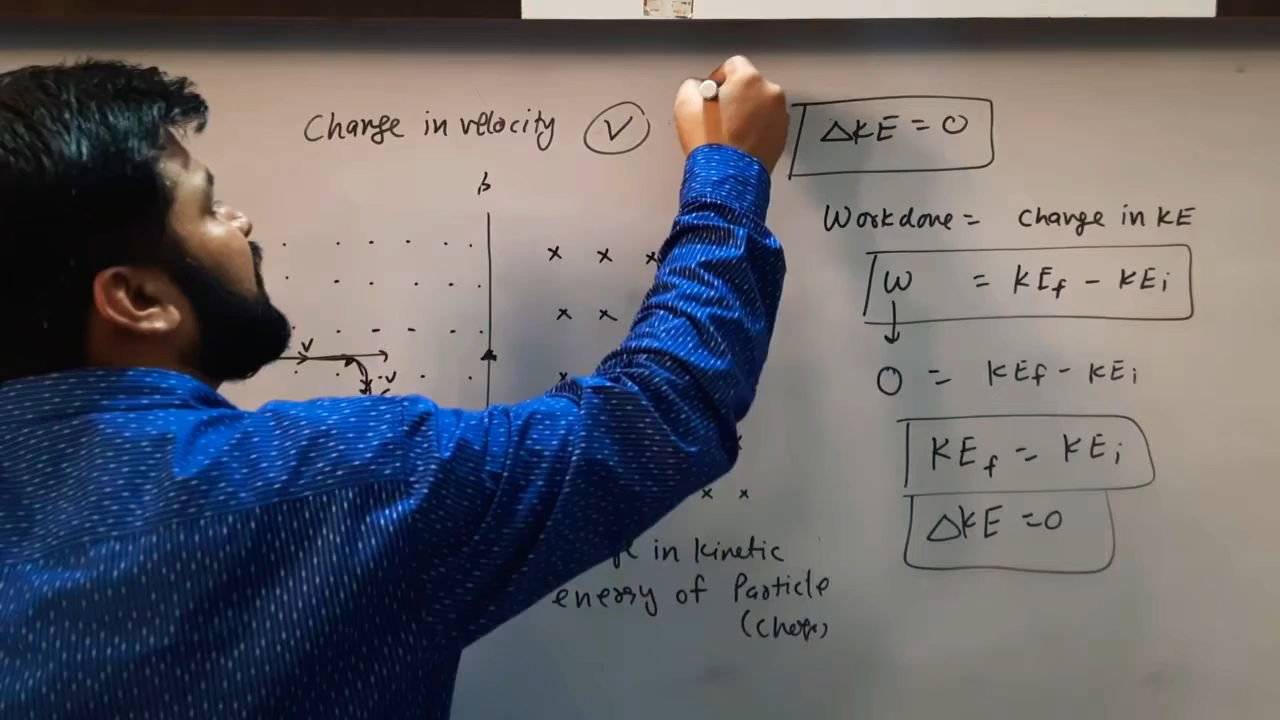 Change in velocity V
ΔKE = 0
Workdone = change in KE
W = KEf - KEi
0 = KEf - KEi
KEf = KEi
ΔKE = 0
x x x
x x
v
-v
x x
in kinetic
energy of Particle